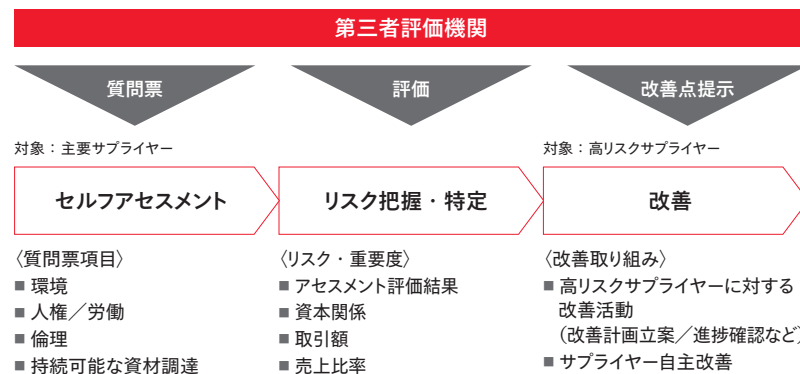 第三者評価機関
質問票
評価
改善点提示
対象：主要サプライヤー
対象：高リスクサプライヤー
セルフアセスメント
リスク把握・特定
改善
〈質問票項目〉
■ 環境
■ 人権／労働
■ 倫理
■ 持続可能な資材調達
〈リスク・重要度〉
■ アセスメント評価結果
■ 資本関係
■ 取引額
■ 売上比率
〈改善取り組み〉
■ 高リスクサプライヤーに対する
改善活動
（改善計画立案／進捗確認など）
■ サプライヤー自主改善